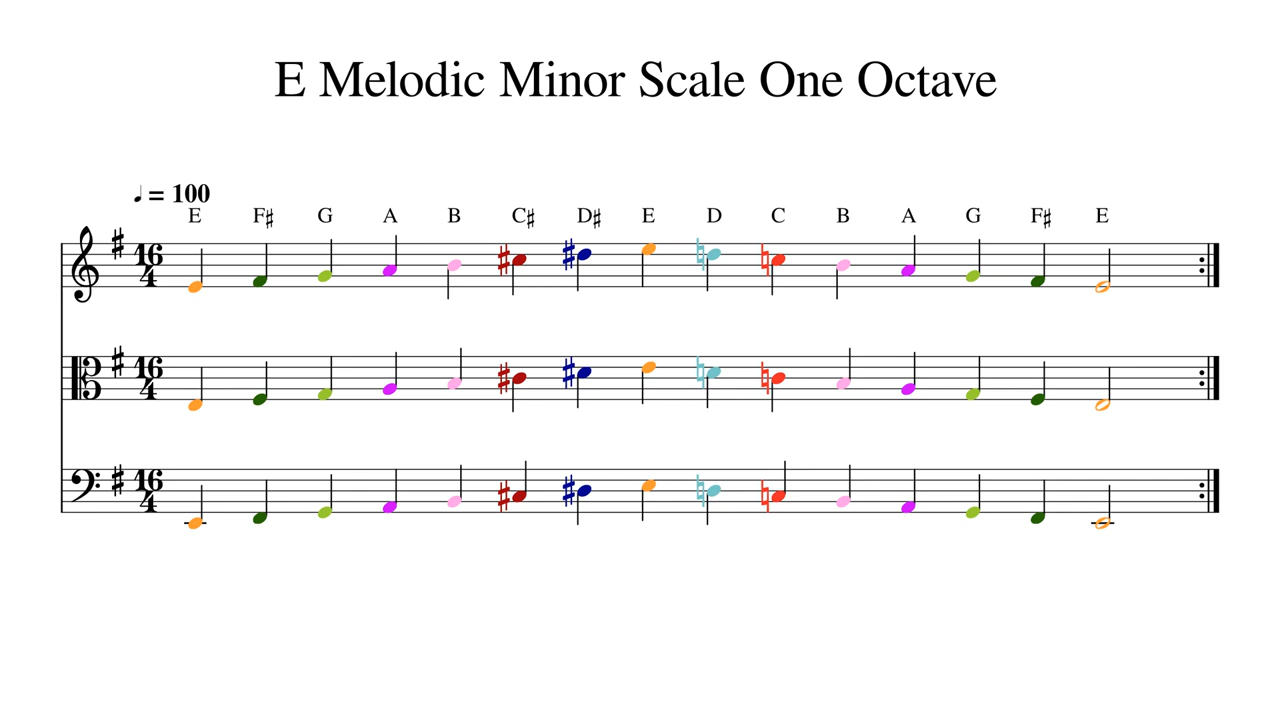 E Melodic Minor Scale One Octave
♩ = 100
E F♯ G A B C♯ D♯ E D C B A G F♯ E
16
4
16
4
16
4